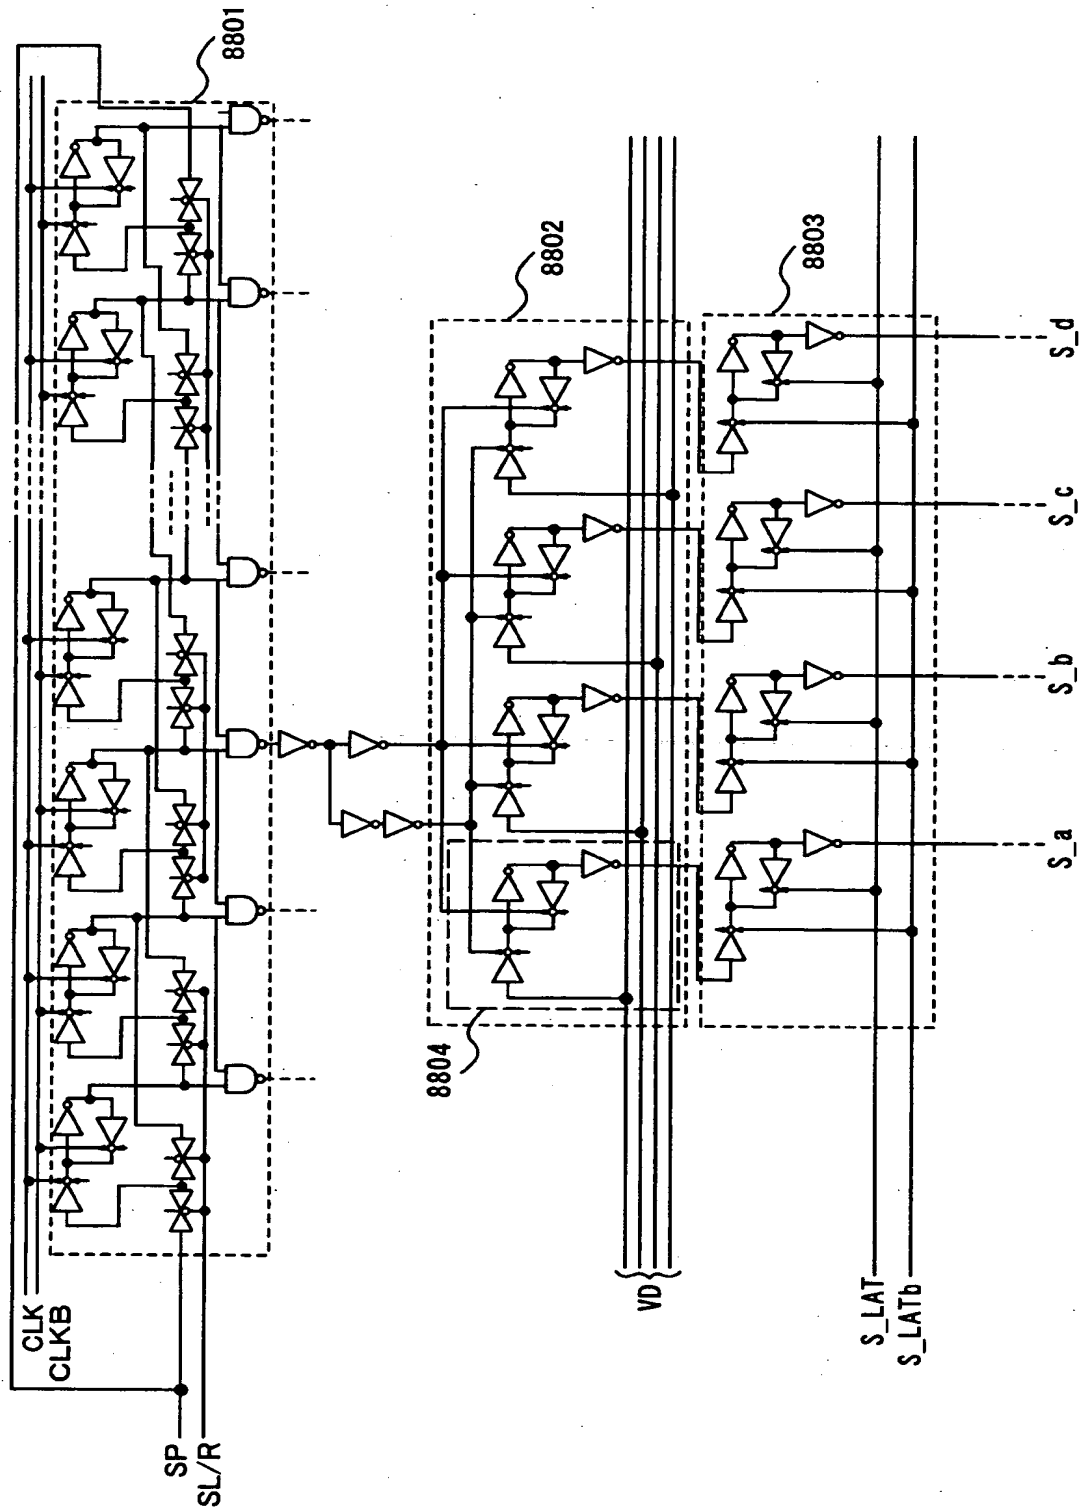 8801
CLK
CLKB
SP
SL/R
8802
8804
VD
8803
S_LAT
S_LATb
S_a
S_b
S_c
S_d